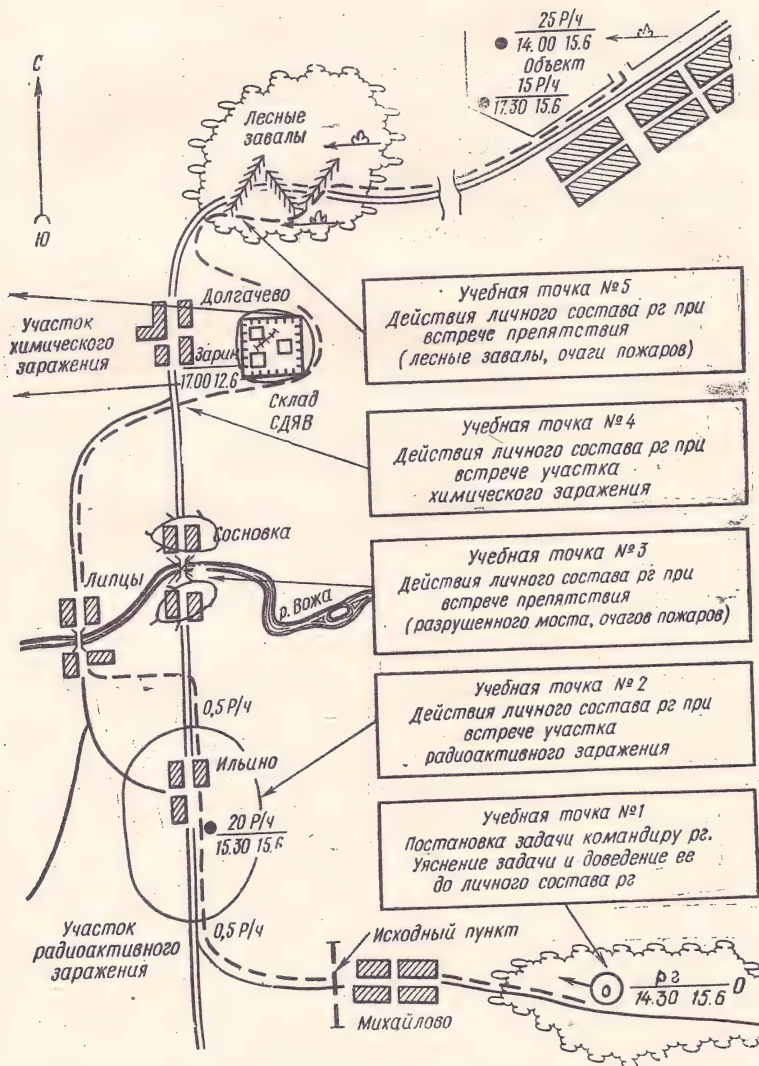 25 Р/ч
14.00 15.6
Объект
15 Р/ч
17.30 15.6
С
Ю
Лесные
завалы
Учебная точка №5
Действия личного состава рг при
встрече препятствия
(лесные завалы, очаги пожаров)
Долгачево
Участок
химического
заражения
Зарин
17.00 12.6
Склад
СДЯВ
Учебная точка №4
Действия личного состава рг при
встрече участка
химического заражения
Сосновка
Липцы
р. Вожа
Учебная точка №3
Действия личного состава рг при
встрече препятствия
(разрушенного моста, очагов пожаров)
0,5 Р/ч
Учебная точка №2
Действия личного состава рг при
встрече участка
радиоактивного заражения
Ильино
20 Р/ч
15.30 15.6
Учебная точка №1
Постановка задачи командиру рг.
Уяснение задачи и доведение ее
до личного состава рг
0,5 Р/ч
Участок
радиоактивного
заражения
Исходный пункт
Михайлово
0
рг
14.30 15.6
0